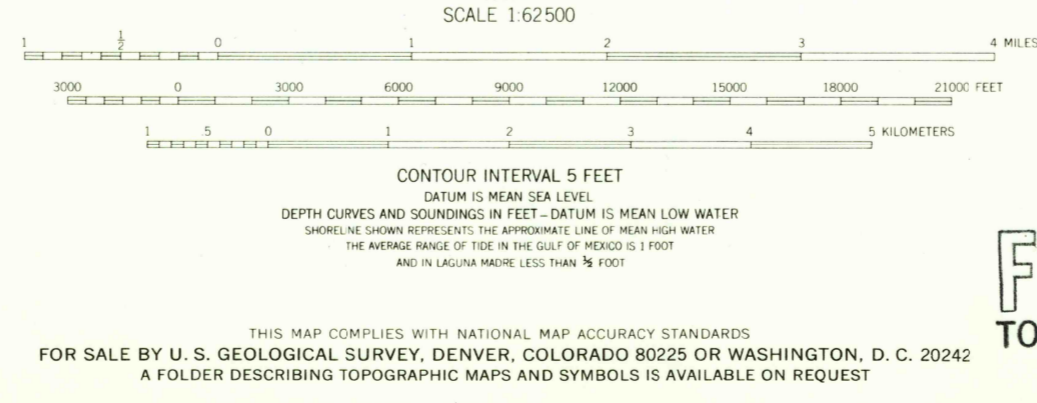 SCALE 1:62500
1 ½ 0 1 2 3 4 MILES
3000 0 3000 6000 9000 12000 15000 18000 21000 FEET
1 .5 0 1 2 3 4 5 KILOMETERS
CONTOUR INTERVAL 5 FEET
DATUM IS MEAN SEA LEVEL
DEPTH CURVES AND SOUNDINGS IN FEET–DATUM IS MEAN LOW WATER
SHORELINE SHOWN REPRESENTS THE APPROXIMATE LINE OF MEAN HIGH WATER
THE AVERAGE RANGE OF TIDE IN THE GULF OF MEXICO IS 1 FOOT
AND IN LAGUNA MADRE LESS THAN ½ FOOT
F
TO
THIS MAP COMPLIES WITH NATIONAL MAP ACCURACY STANDARDS
FOR SALE BY U. S. GEOLOGICAL SURVEY, DENVER, COLORADO 80225 OR WASHINGTON, D. C. 20242
A FOLDER DESCRIBING TOPOGRAPHIC MAPS AND SYMBOLS IS AVAILABLE ON REQUEST